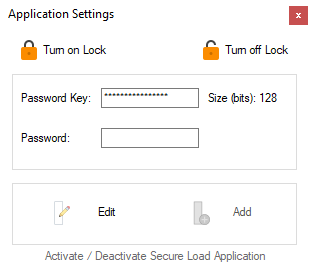 Application Settings
x
Turn on Lock Turn off Lock
Password Key: **************** Size (bits): 128
Password:
Edit Add
Activate / Deactivate Secure Load Application